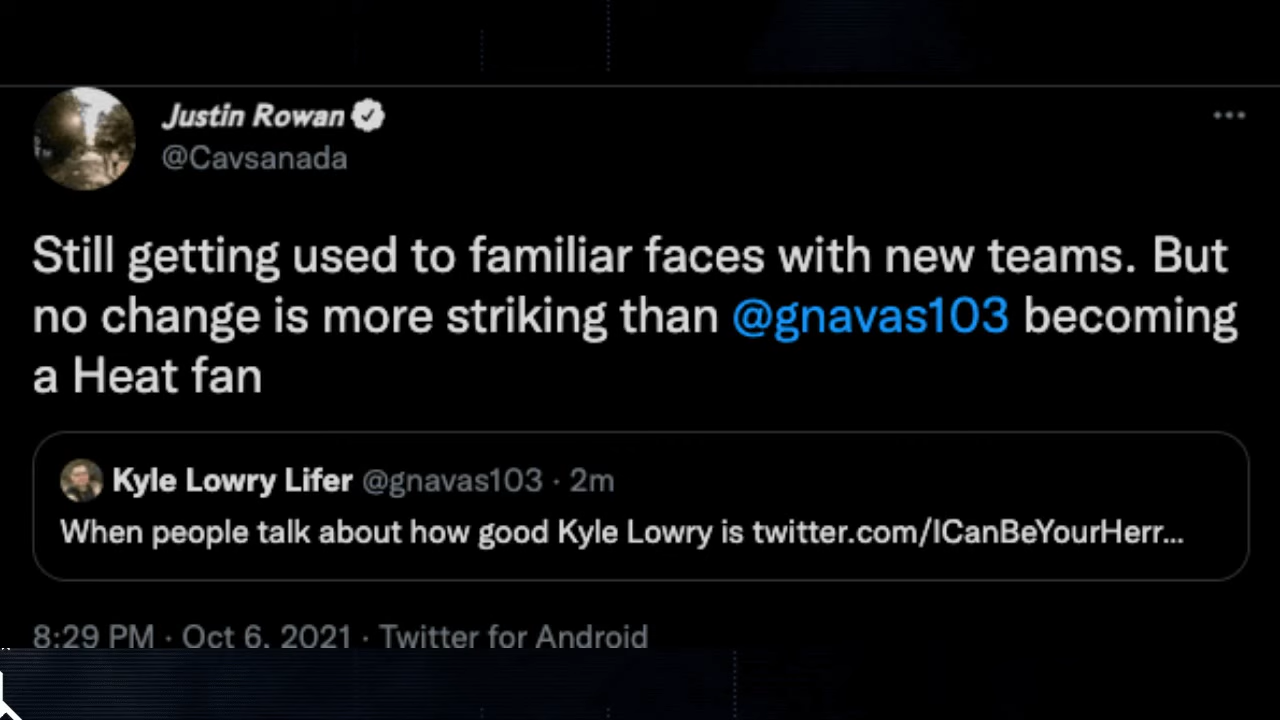 Justin Rowan
@Cavsanada
Still getting used to familiar faces with new teams. But
no change is more striking than @gnavas103 becoming
a Heat fan
Kyle Lowry Lifer @gnavas103 · 2m
When people talk about how good Kyle Lowry is twitter.com/ICanBeYourHerr...
8:29 PM · Oct 6, 2021 · Twitter for Android